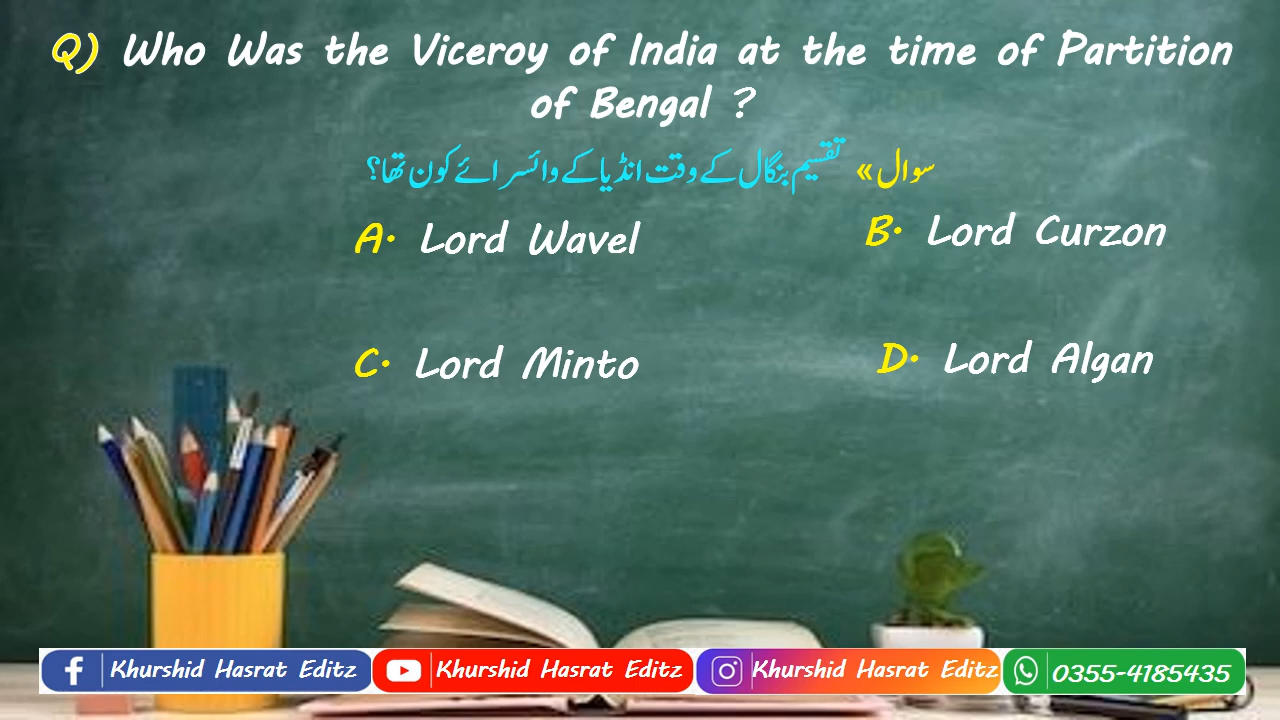 Q) Who Was the Viceroy of India at the time of Partition
of Bengal ?
سوال » تقسیم بنگال کے وقت انڈیا کے وائسرائے کون تھا؟
A. Lord Wavel
B. Lord Curzon
C. Lord Minto
D. Lord Algan
Khurshid Hasrat Editz
Khurshid Hasrat Editz
Khurshid Hasrat Editz
0355-4185435